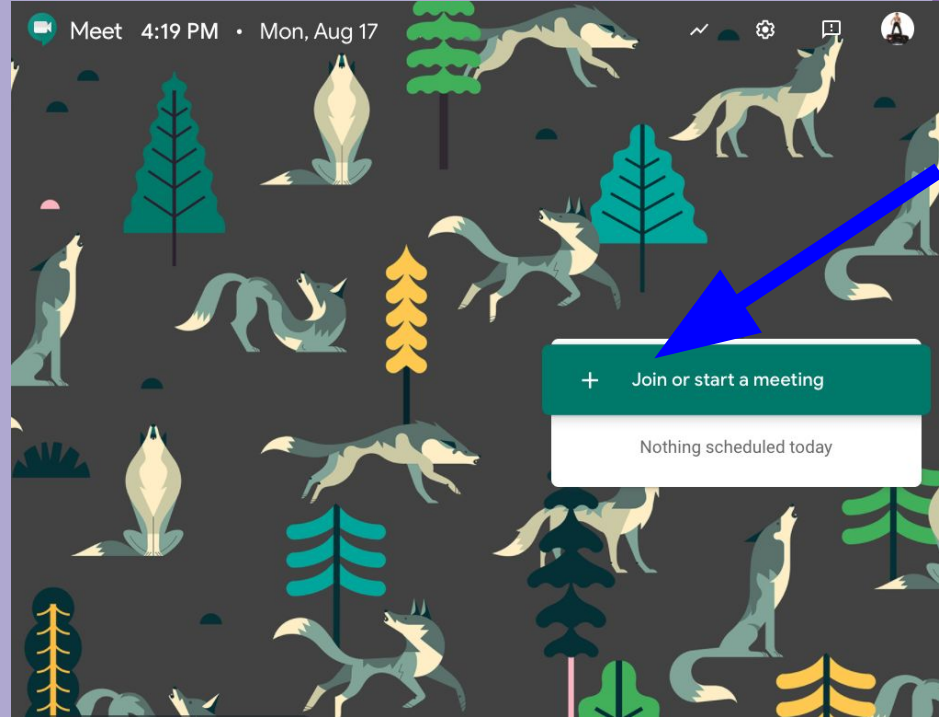 Meet 4:19 PM • Mon, Aug 17
+ Join or start a meeting
Nothing scheduled today